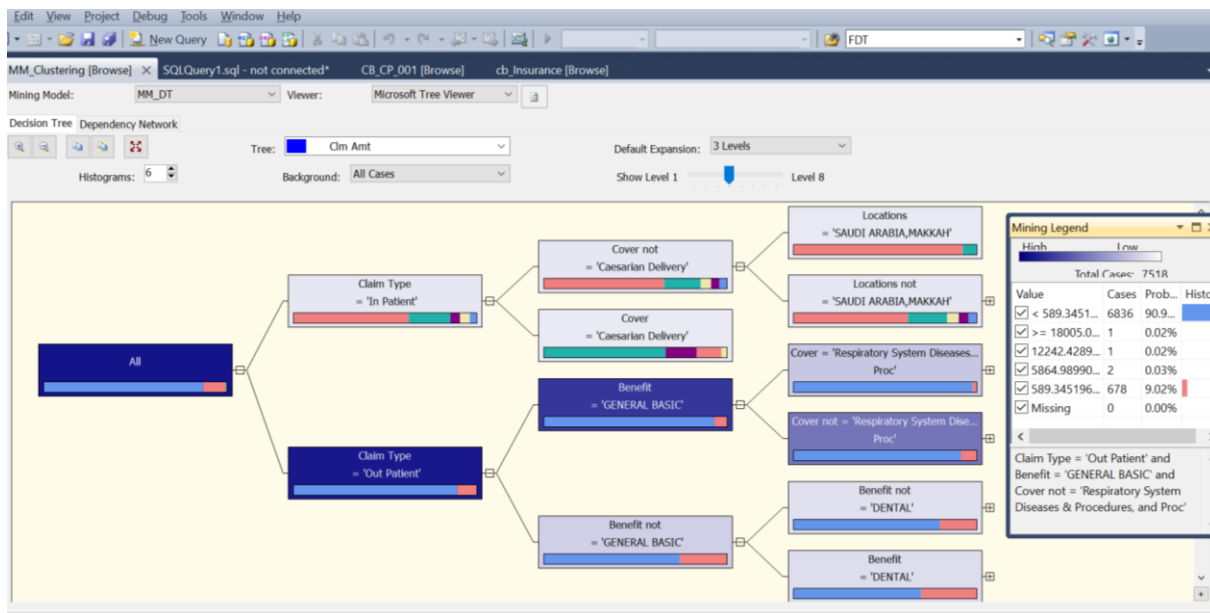 Edit View Project Debug Tools Window Help
New Query FDT
MM_Clustering [Browse] SQLQuery1.sql - not connected* CB_CP_001 [Browse] cb_Insurance [Browse]
Mining Model: MM_DT Viewer: Microsoft Tree Viewer
Decision Tree Dependency Network
Tree: Clm Amt Default Expansion: 3 Levels
Histograms: 6 Background: All Cases Show Level 1 Level 8
All
Claim Type
= 'In Patient'
Claim Type
= 'Out Patient'
Cover not
= 'Caesarian Delivery'
Cover
= 'Caesarian Delivery'
Benefit
= 'GENERAL BASIC'
Benefit not
= 'GENERAL BASIC'
Locations
= 'SAUDI ARABIA,MAKKAH'
Locations not
= 'SAUDI ARABIA,MAKKAH'
Cover = 'Respiratory System Diseases...
Proc'
Cover not = 'Respiratory System Dise...
Proc'
Benefit not
= 'DENTAL'
Benefit
= 'DENTAL'
Mining Legend
High Low
Total Cases: 7518
Value Cases Prob... Histo
< 589.3451... 6836 90.9...
>= 18005.0... 1 0.02%
12242.4289... 1 0.02%
5864.98990... 2 0.03%
589.345196... 678 9.02%
Missing 0 0.00%
Claim Type = 'Out Patient' and
Benefit = 'GENERAL BASIC' and
Cover not = 'Respiratory System
Diseases & Procedures, and Proc'